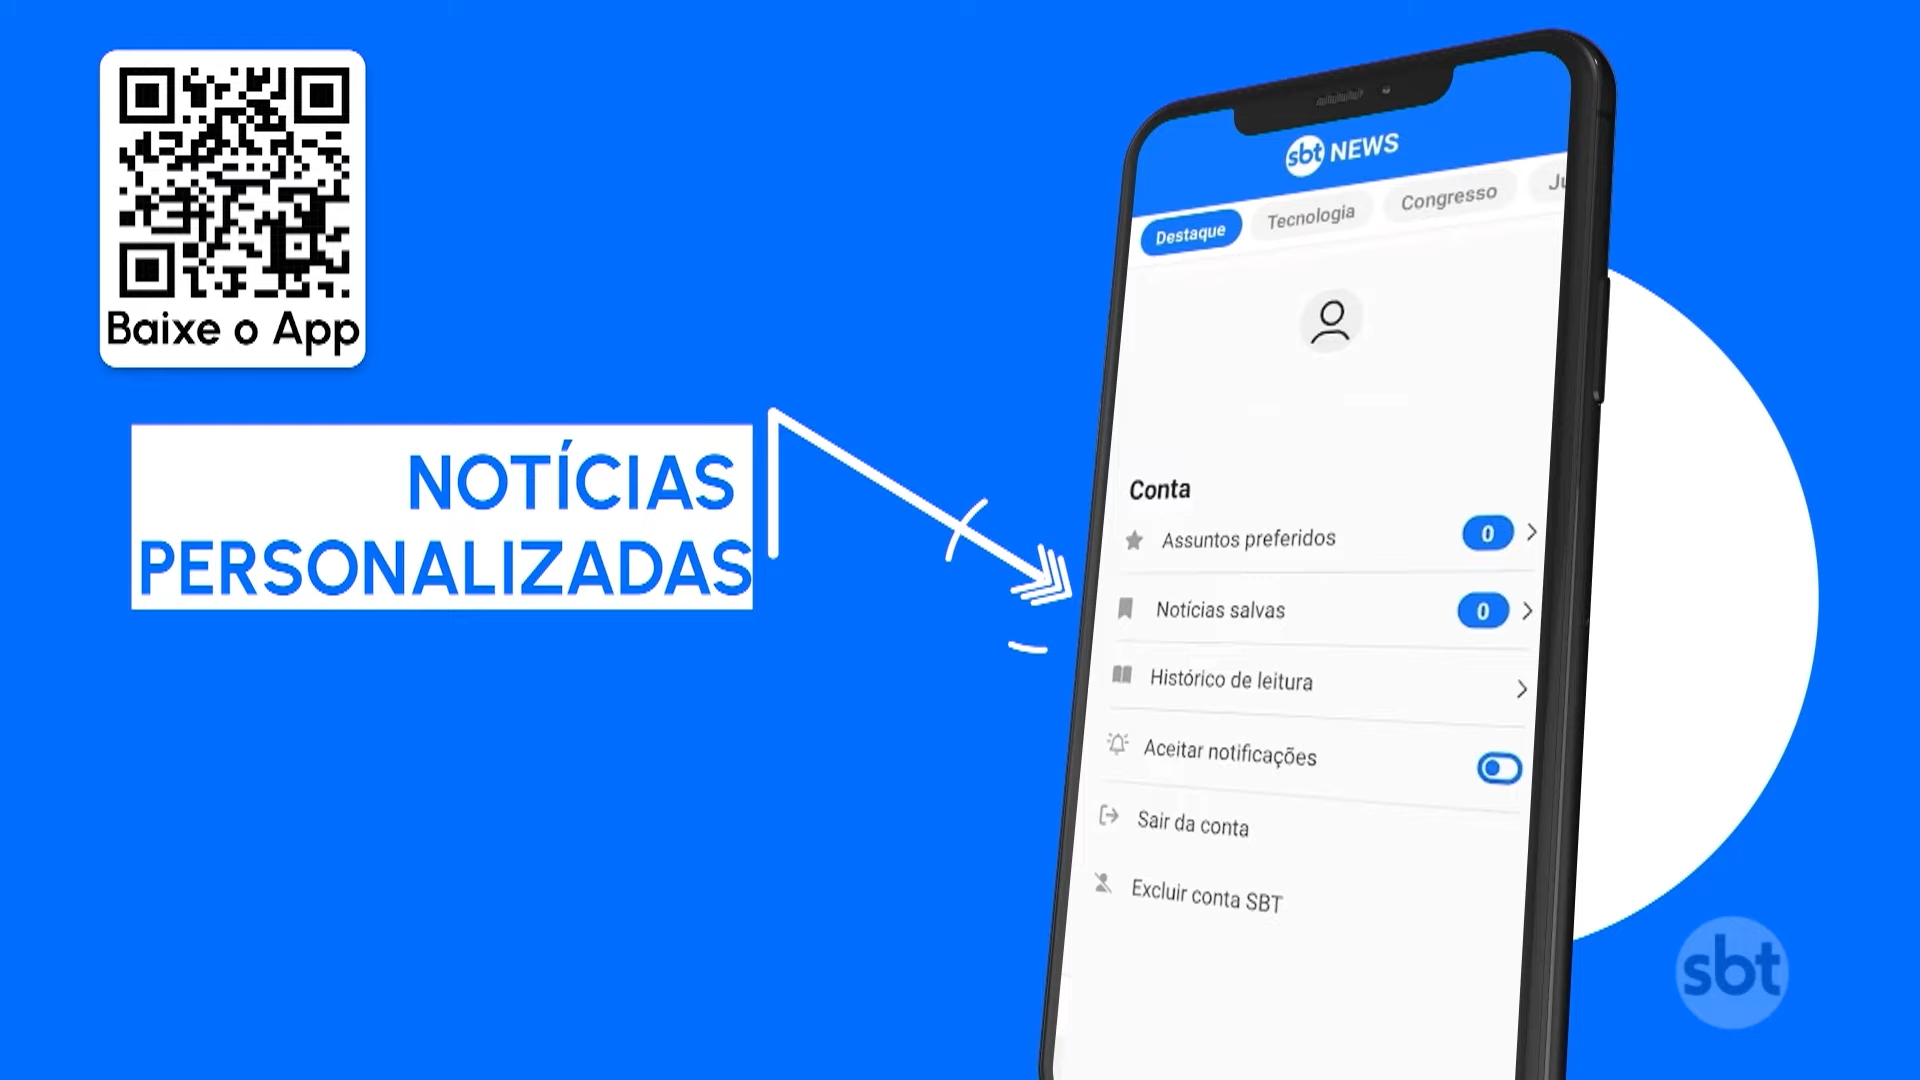 Baixe o App
NOTÍCIAS
PERSONALIZADAS
sbt NEWS
Destaque
Tecnologia
Congresso
Conta
Assuntos preferidos
0
Notícias salvas
0
Histórico de leitura
Aceitar notificações
Sair da conta
Excluir conta SBT
sbt